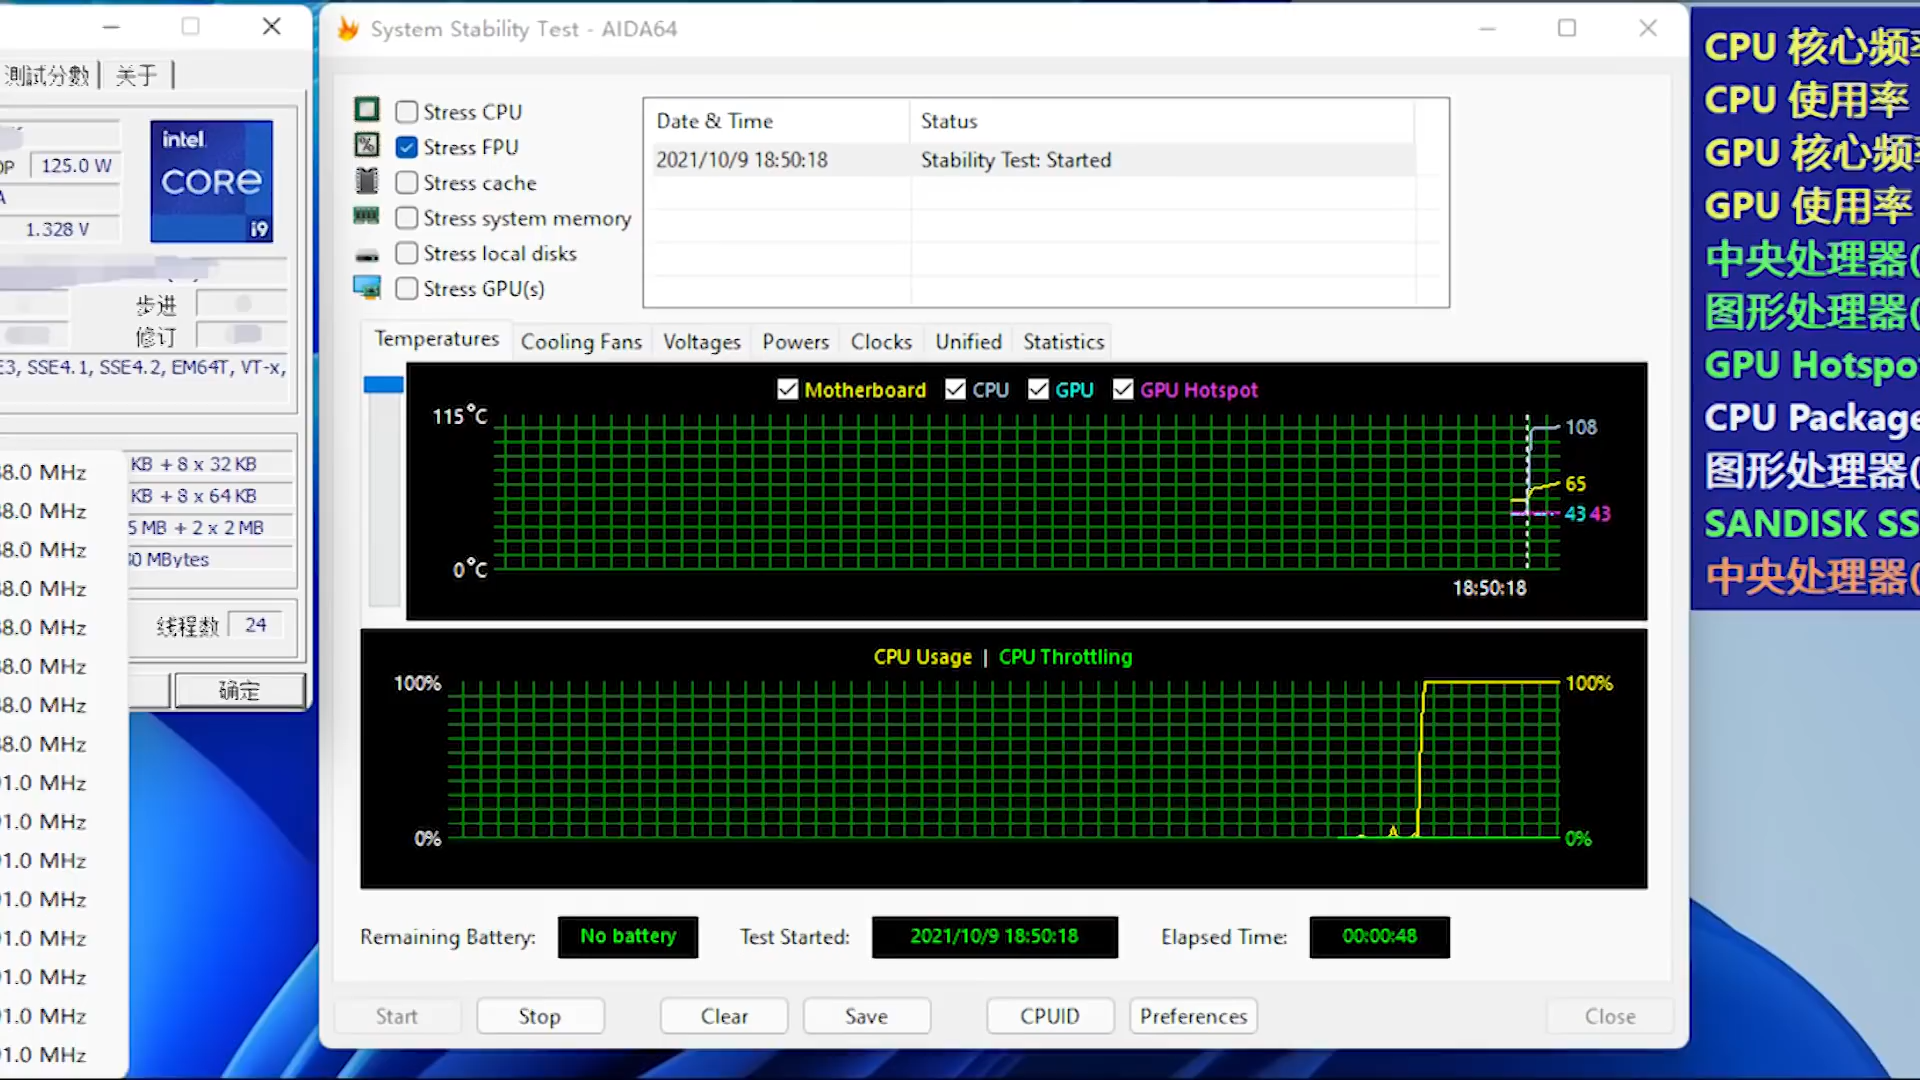 测試分數 关于
intel
CORE
i9
125.0 W
1.328 V
步进
修订
SSE4.1, SSE4.2, EM64T, VT-x,
KB + 8 x 32 KB
KB + 8 x 64 KB
MB + 2 x 2 MB
MBytes
线程数 24
确定
8.0 MHz
8.0 MHz
8.0 MHz
8.0 MHz
8.0 MHz
8.0 MHz
8.0 MHz
8.0 MHz
1.0 MHz
1.0 MHz
1.0 MHz
1.0 MHz
1.0 MHz
1.0 MHz
1.0 MHz
1.0 MHz
System Stability Test - AIDA64
Stress CPU
Stress FPU
Stress cache
Stress system memory
Stress local disks
Stress GPU(s)
Date & Time Status
2021/10/9 18:50:18 Stability Test: Started
Temperatures Cooling Fans Voltages Powers Clocks Unified Statistics
Motherboard CPU GPU GPU Hotspot
115°C
108
65
43 43
0°C
18:50:18
CPU Usage | CPU Throttling
100% 100%
0% 0%
Remaining Battery: No battery Test Started: 2021/10/9 18:50:18 Elapsed Time: 00:00:48
Start Stop Clear Save CPUID Preferences Close
CPU 核心频
CPU 使用率
GPU 核心频
GPU 使用率
中央处理器(
图形处理器(
GPU Hotspo
CPU Package
图形处理器(
SANDISK SS
中央处理器(